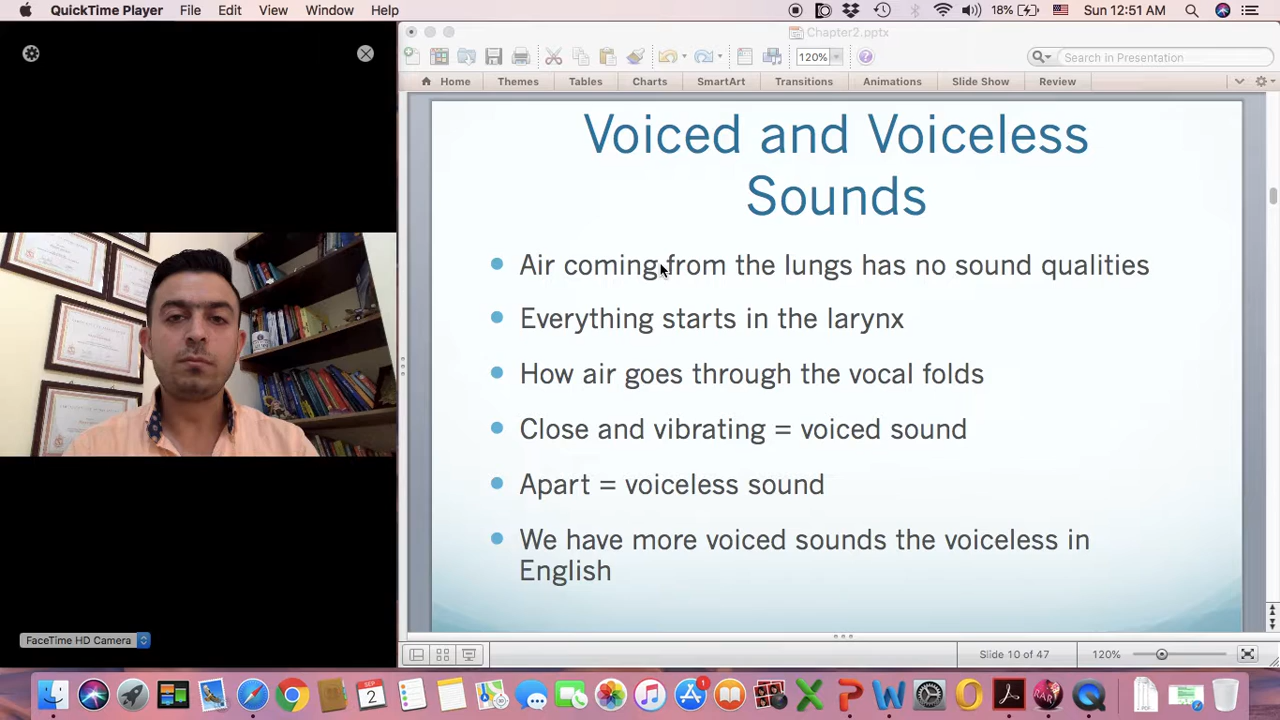 QuickTime Player File Edit View Window Help 18% Sun 12:51 AM
Chapter2.pptx
120% Search in Presentation
Home Themes Tables Charts SmartArt Transitions Animations Slide Show Review
Voiced and Voiceless
Sounds
Air coming from the lungs has no sound qualities
Everything starts in the larynx
How air goes through the vocal folds
Close and vibrating = voiced sound
Apart = voiceless sound
We have more voiced sounds the voiceless in
English
FaceTime HD Camera
Slide 10 of 47 120%
SEP
2
1